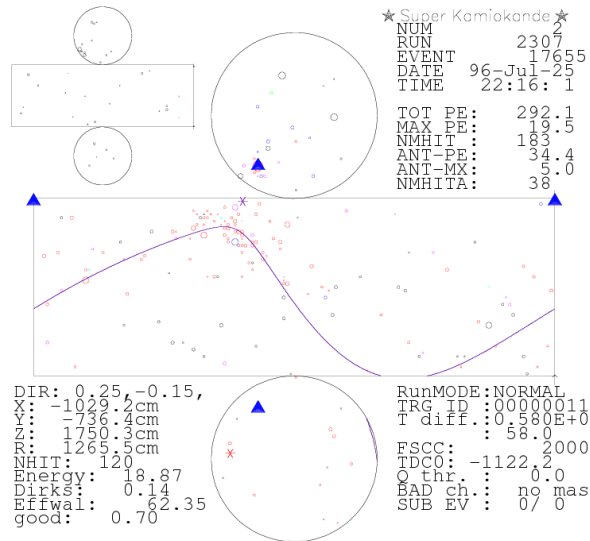 ☆ Super Kamiokande ☆
NUM 2
RUN 2307
EVENT 17655
DATE 96-Jul-25
TIME 22:16: 1
TOT PE: 292.1
MAX PE: 19.5
NMHIT : 183
ANT-PE: 34.4
ANT-MX: 5.0
NMHITA: 38
DIR: 0.25,-0.15,
X: -1029.2cm
Y: -736.4cm
Z: 1750.3cm
R: 1265.5cm
NHIT: 120
Energy: 18.87
Dirks: 0.14
Effwal: 62.35
good: 0.70
RunMODE:NORMAL
TRG ID :00000011
T diff.:0.580E+0
: 58.0
FSCC: 2000
TDC0: -1122.2
Q thr. : 0.0
BAD ch.: no mas
SUB EV : 0/ 0